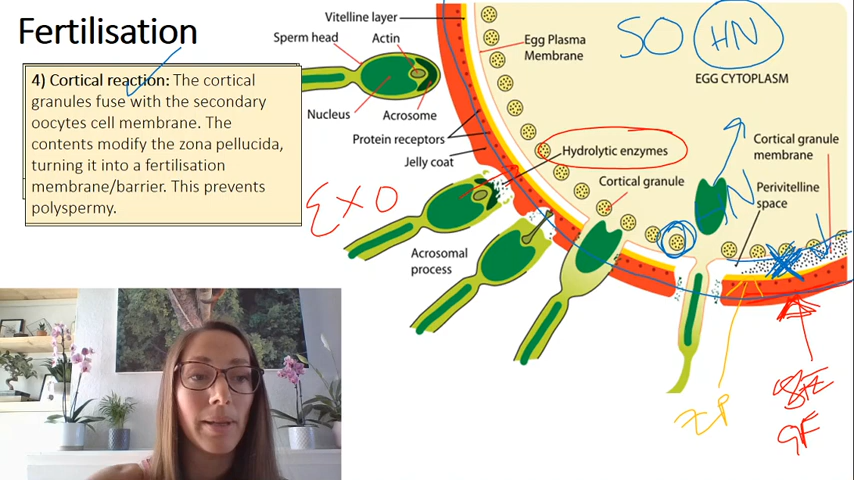 Fertilisation
4) Cortical reaction: The cortical
granules fuse with the secondary
oocytes cell membrane. The
contents modify the zona pellucida,
turning it into a fertilisation
membrane/barrier. This prevents
polyspermy.
Vitelline layer
Sperm head
Actin
Nucleus
Acrosome
Protein receptors
Jelly coat
Egg Plasma
Membrane
SO HN
EGG CYTOPLASM
Hydrolytic enzymes
Cortical granule
Cortical granule
membrane
Perivitelline
space
HN
EXO
Acrosomal
process
ZP
GF